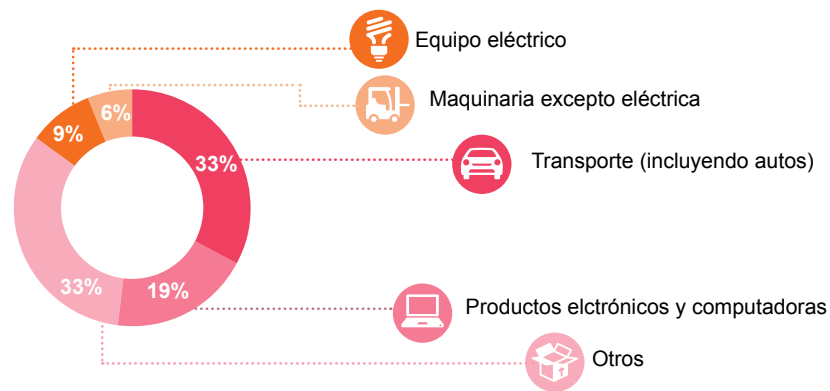 Equipo eléctrico
Maquinaria excepto eléctrica
6%
9%
33%
Transporte (incluyendo autos)
33%
19%
Productos elctrónicos y computadoras
Otros